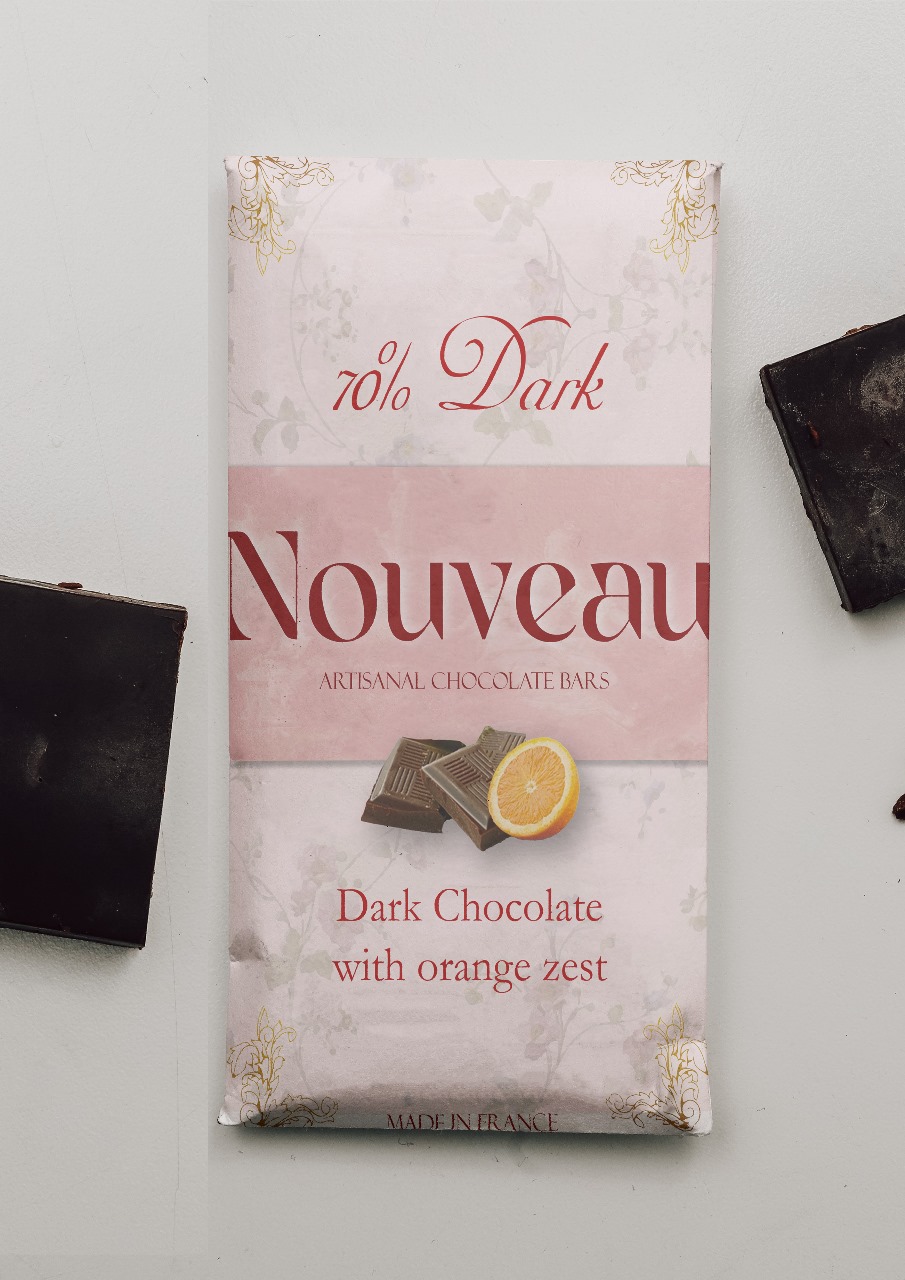 70% Dark
Nouveau
ARTISANAL CHOCOLATE BARS
Dark Chocolate
with orange zest
MADE IN FRANCE